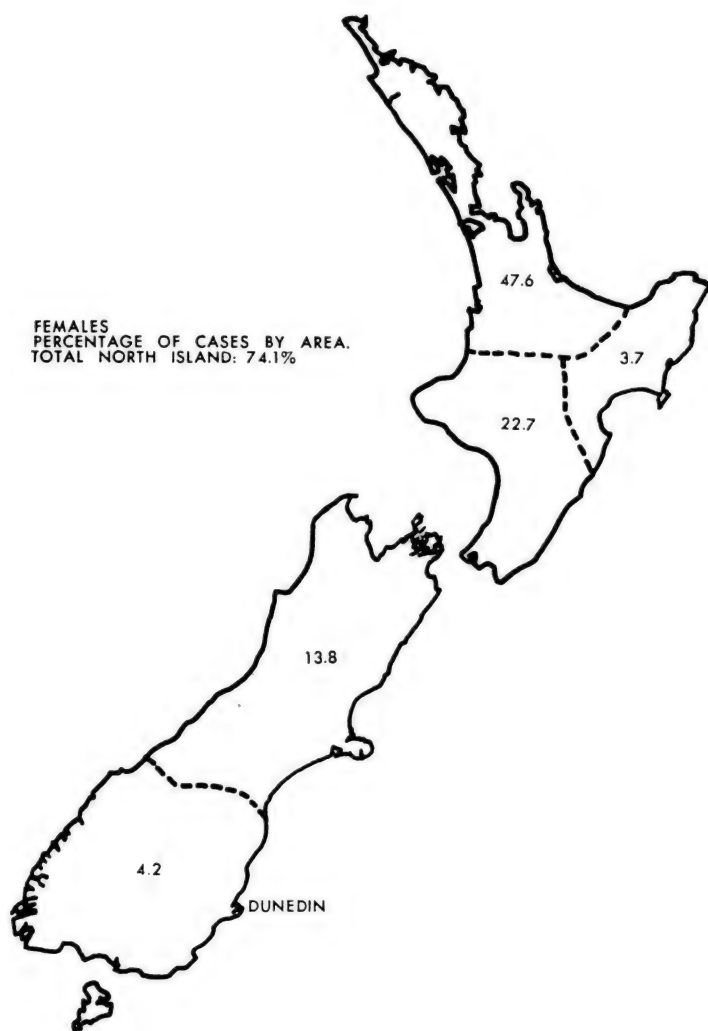 47.6
FEMALES
PERCENTAGE OF CASES BY AREA.
TOTAL NORTH ISLAND: 74.1%
3.7
22.7
13.8
4.2
DUNEDIN